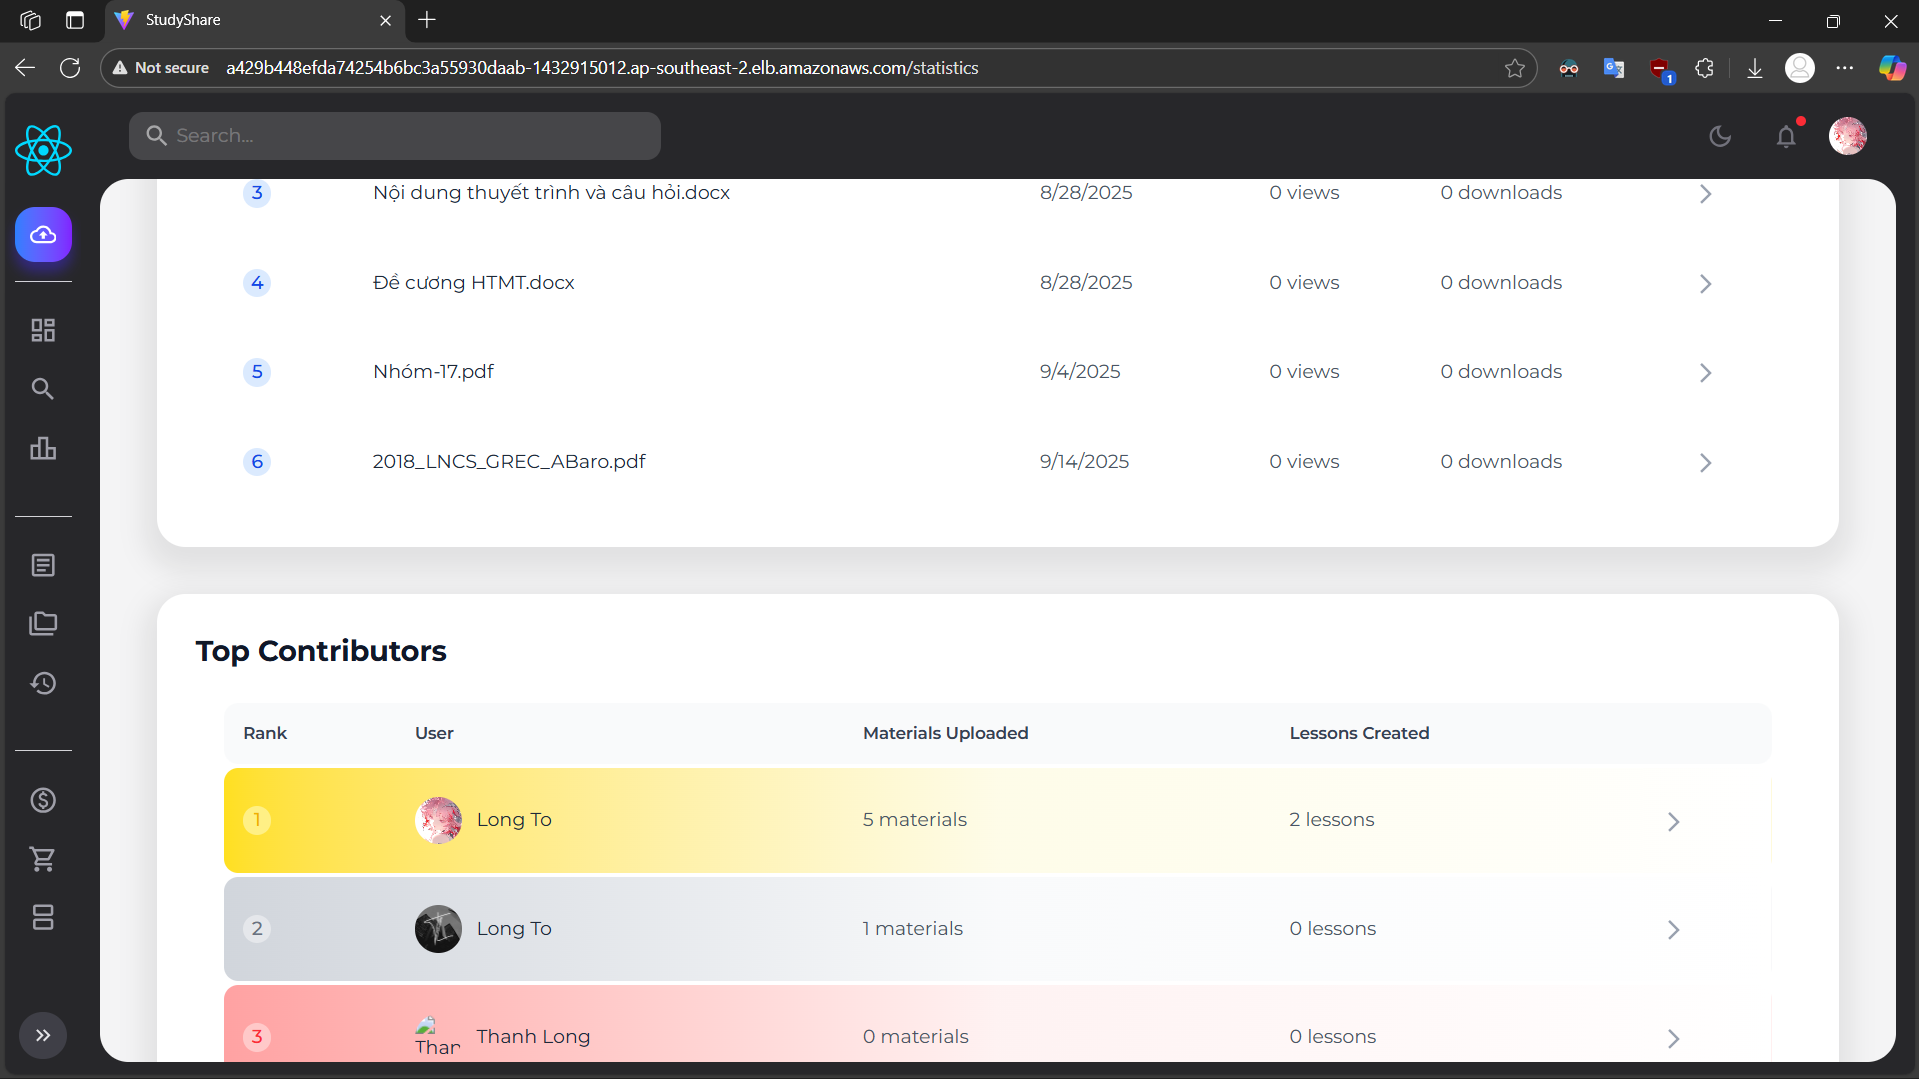 StudyShare
Not secure a429b448efda74254b6bc3a55930daab-1432915012.ap-southeast-2.elb.amazonaws.com/statistics
1
Search...
3 Nội dung thuyết trình và câu hỏi.docx 8/28/2025 0 views 0 downloads
4 Đề cương HTMT.docx 8/28/2025 0 views 0 downloads
5 Nhóm-17.pdf 9/4/2025 0 views 0 downloads
6 2018_LNCS_GREC_ABaro.pdf 9/14/2025 0 views 0 downloads
Top Contributors
Rank User Materials Uploaded Lessons Created
1 Long To 5 materials 2 lessons
2 Long To 1 materials 0 lessons
3 Than Thanh Long 0 materials 0 lessons